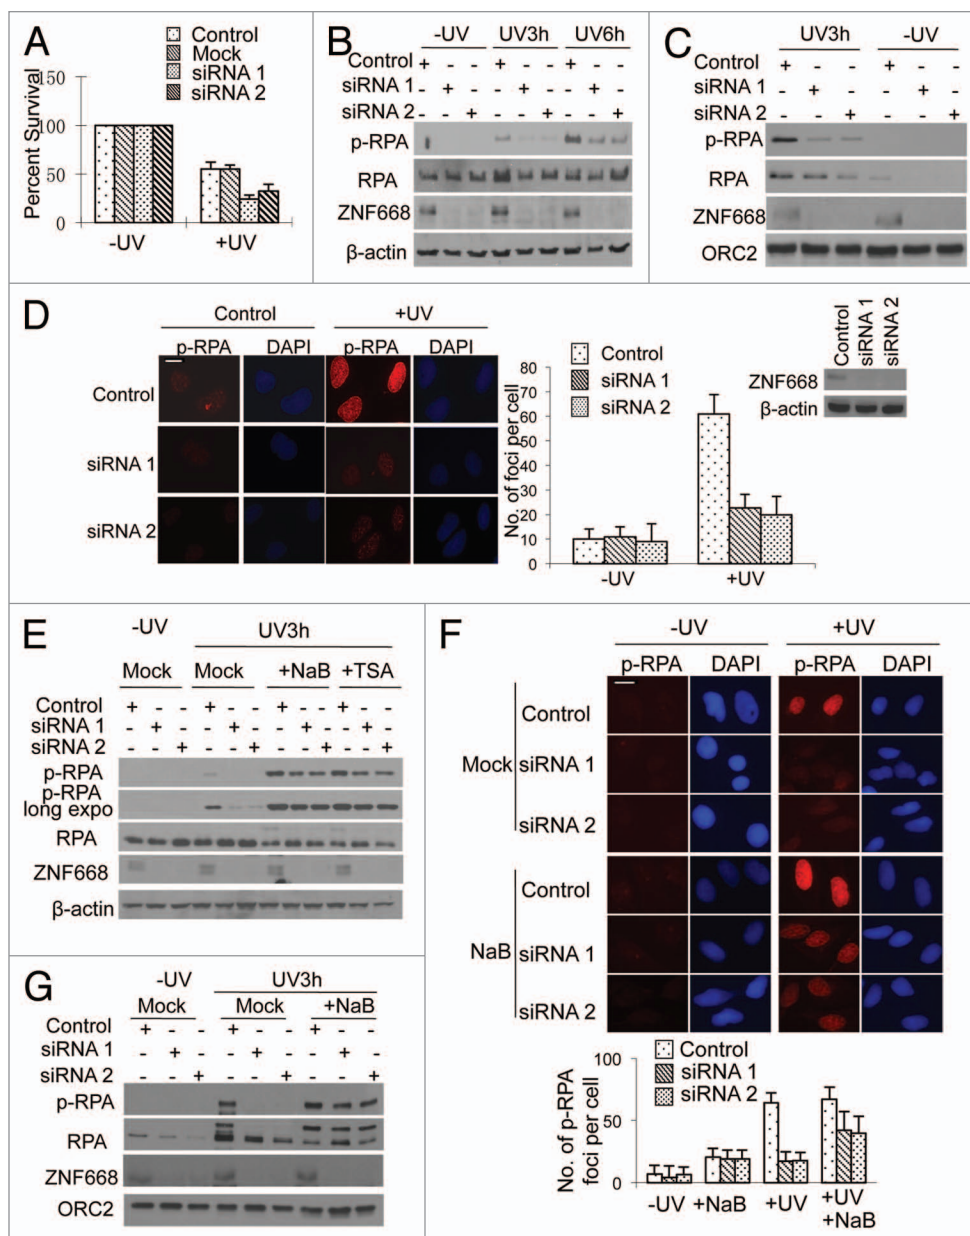 A
Control
Mock
siRNA 1
siRNA 2
Percent Survival
150
100
50
0
-UV
+UV
B
-UV UV3h UV6h
Control + - - + - - + - -
siRNA 1 - + - - + - - + -
siRNA 2 - - + - - + - - +
p-RPA
RPA
ZNF668
β-actin
C
UV3h -UV
Control + - - + - -
siRNA 1 - + - - + -
siRNA 2 - - + - - +
p-RPA
RPA
ZNF668
ORC2
D
Control +UV
p-RPA DAPI p-RPA DAPI
Control
siRNA 1
siRNA 2
No. of foci per cell
80
70
60
50
40
30
20
10
0
Control
siRNA 1
siRNA 2
-UV +UV
Control
siRNA 1
siRNA 2
ZNF668
β-actin
E
-UV UV3h
Mock Mock +NaB +TSA
Control + - - + - - + - - + - -
siRNA 1 - + - - + - - + - - + -
siRNA 2 - - + - - + - - + - - +
p-RPA
p-RPA
long expo
RPA
ZNF668
β-actin
F
-UV +UV
p-RPA DAPI p-RPA DAPI
Control
Mock siRNA 1
siRNA 2
Control
NaB siRNA 1
siRNA 2
No. of p-RPA
foci per cell
100
50
0
Control
siRNA 1
siRNA 2
-UV +NaB +UV +UV
+NaB
G
-UV UV3h
Mock Mock +NaB
Control + - - + - - + - -
siRNA 1 - + - - + - - + -
siRNA 2 - - + - - + - - +
p-RPA
RPA
ZNF668
ORC2